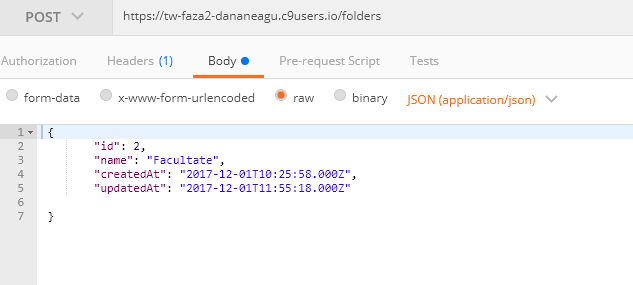 POST https://tw-faza2-dananeagu.c9users.io/folders
Authorization Headers (1) Body Pre-request Script Tests
form-data x-www-form-urlencoded raw binary JSON (application/json)
1 {
2 "id": 2,
3 "name": "Facultate",
4 "createdAt": "2017-12-01T10:25:58.000Z",
5 "updatedAt": "2017-12-01T11:55:18.000Z"
6
7 }